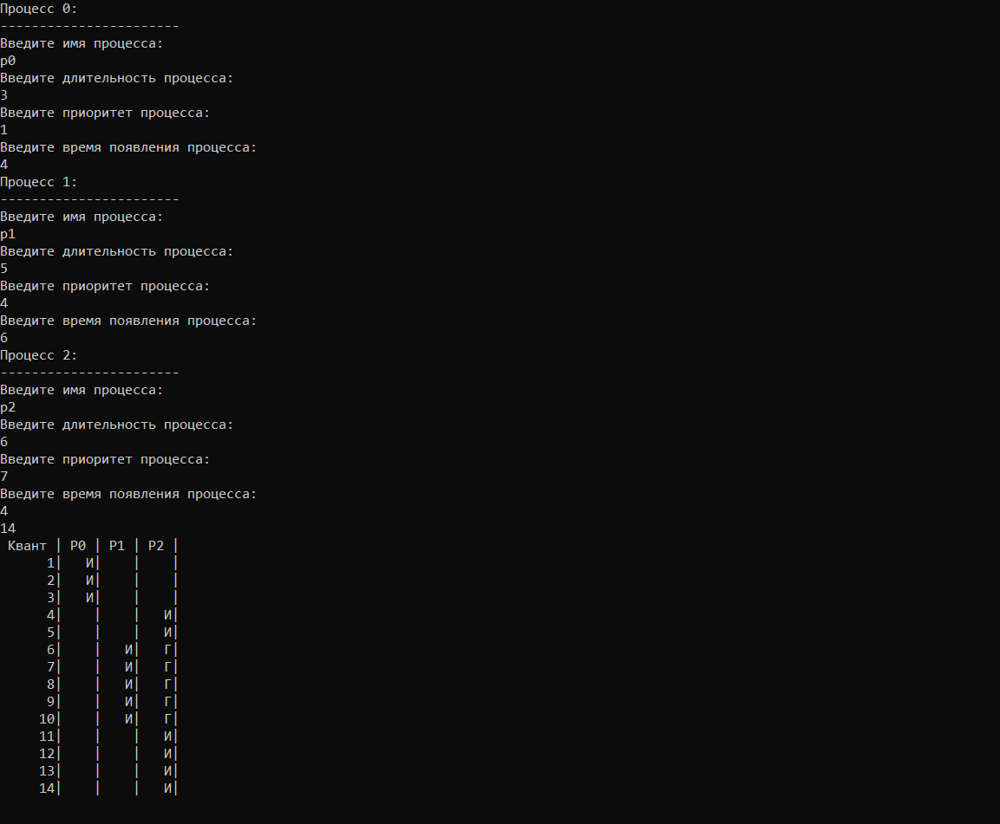 Процесс 0:
-----------------------
Введите имя процесса:
p0
Введите длительность процесса:
3
Введите приоритет процесса:
1
Введите время появления процесса:
4
Процесс 1:
-----------------------
Введите имя процесса:
p1
Введите длительность процесса:
5
Введите приоритет процесса:
4
Введите время появления процесса:
6
Процесс 2:
-----------------------
Введите имя процесса:
p2
Введите длительность процесса:
6
Введите приоритет процесса:
7
Введите время появления процесса:
4
14
 Квант | P0 | P1 | P2 |
      1|   И|    |    |
      2|   И|    |    |
      3|   И|    |    |
      4|    |    |   И|
      5|    |    |   И|
      6|    |   И|   Г|
      7|    |   И|   Г|
      8|    |   И|   Г|
      9|    |   И|   Г|
     10|    |   И|   Г|
     11|    |    |   И|
     12|    |    |   И|
     13|    |    |   И|
     14|    |    |   И|